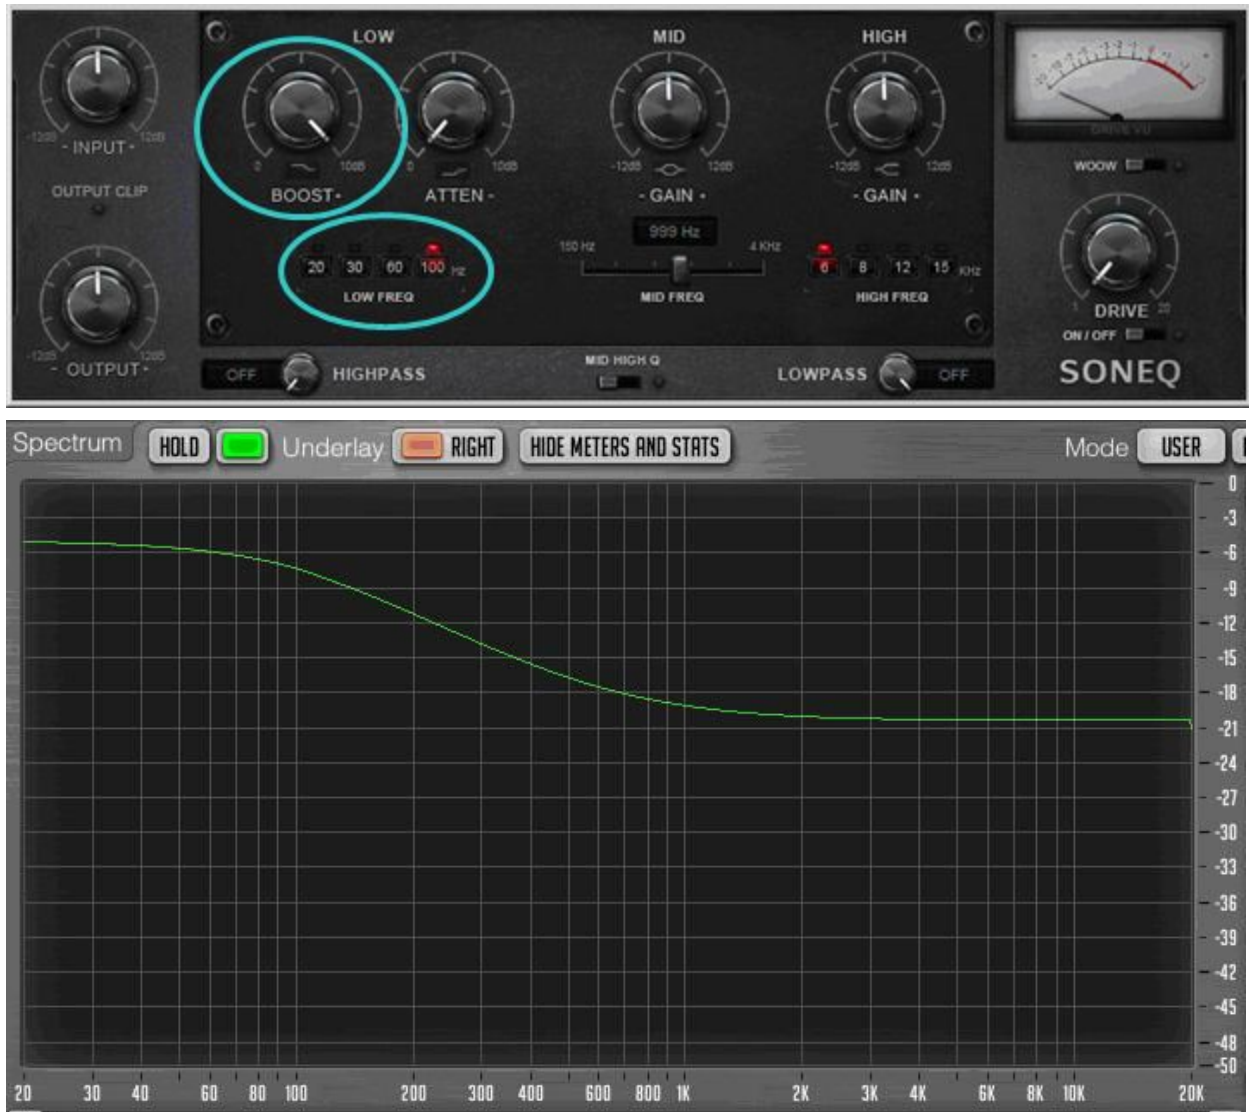 LOW MID HIGH
-12dB 12dB
- INPUT -
0 10dB 0 10dB -12dB 12dB -12dB 12dB
DRIVE VU
WOOW
OUTPUT CLIP
BOOST - ATTEN - - GAIN - - GAIN -
999 Hz
150 Hz 4 KHz
20 30 60 100 Hz
6 8 12 15 KHz
LOW FREQ MID FREQ HIGH FREQ
1 20
DRIVE
ON / OFF
-12dB 12dB
- OUTPUT -
OFF HIGHPASS
MID HIGH Q
LOWPASS OFF
SONEQ
Spectrum HOLD Underlay RIGHT HIDE METERS AND STATS Mode USER
0
-3
-6
-9
-12
-15
-18
-21
-24
-27
-30
-33
-36
-39
-42
-45
-48
-50
20 30 40 60 80 100 200 300 400 600 800 1K 2K 3K 4K 6K 8K 10K 20K